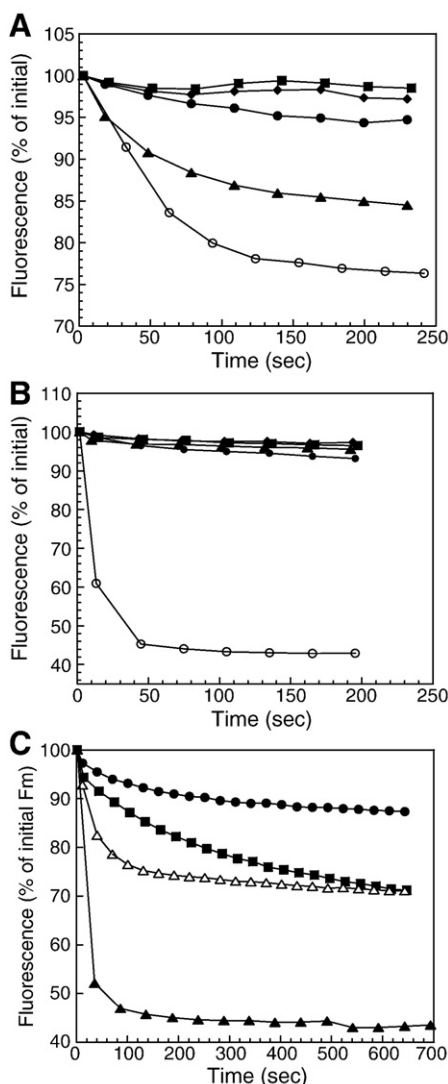 A
Fluorescence (% of initial)
105
100
95
90
85
80
75
70
0 50 100 150 200 250
Time (sec)
B
Fluorescence (% of initial)
110
100
90
80
70
60
50
40
0 50 100 150 200 250
Time (sec)
C
Fluorescence (% of initial Fm)
100
90
80
70
60
50
40
0 100 200 300 400 500 600 700
Time (sec)